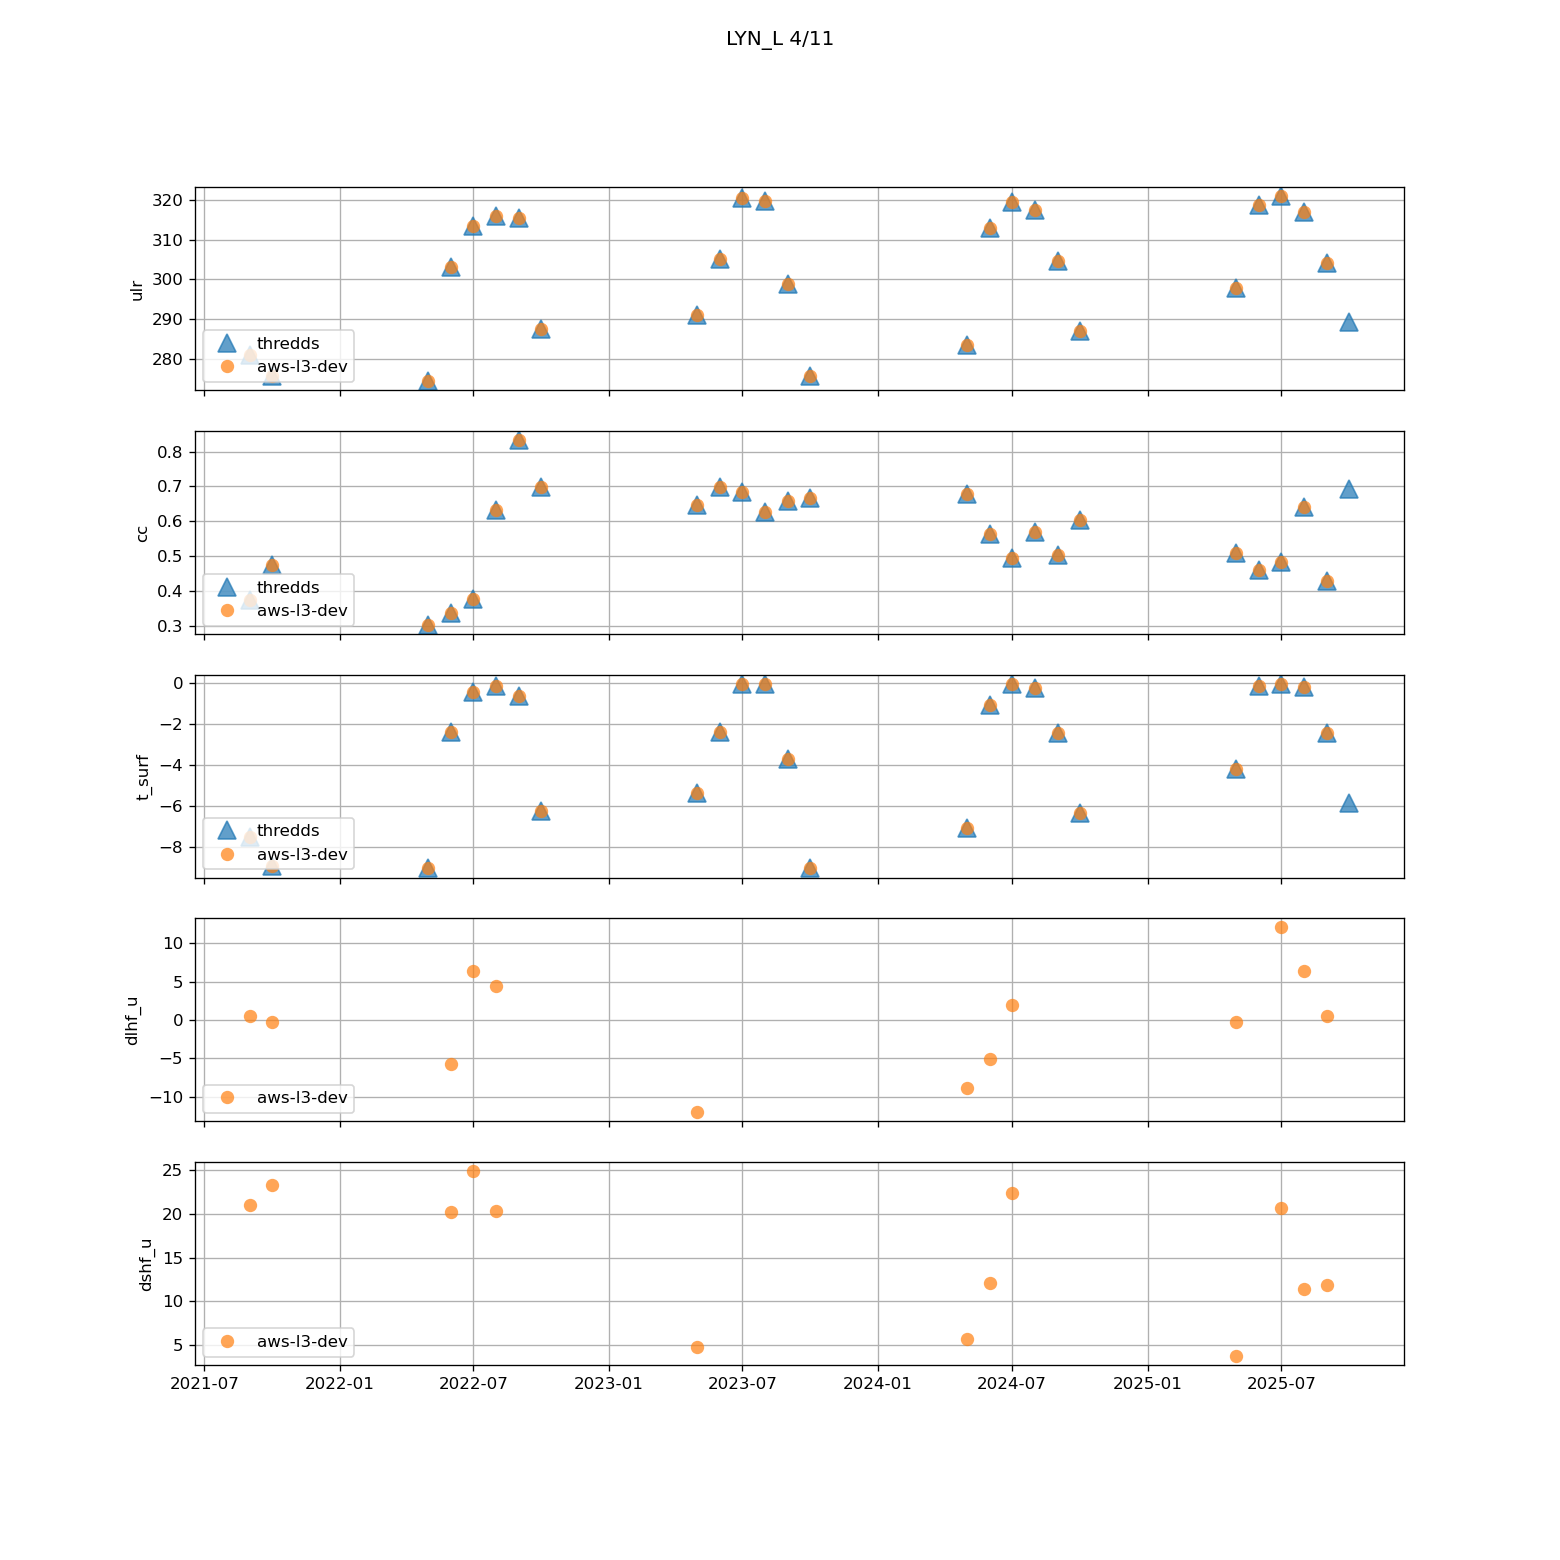 LYN_L 4/11
320
310
300
290
280
ulr
thredds
aws-l3-dev
0.8
0.7
0.6
0.5
0.4
0.3
cc
thredds
aws-l3-dev
0
−2
−4
−6
−8
t_surf
thredds
aws-l3-dev
10
5
0
−5
−10
dlhf_u
aws-l3-dev
25
20
15
10
5
dshf_u
aws-l3-dev
2021-07 2022-01 2022-07 2023-01 2023-07 2024-01 2024-07 2025-01 2025-07